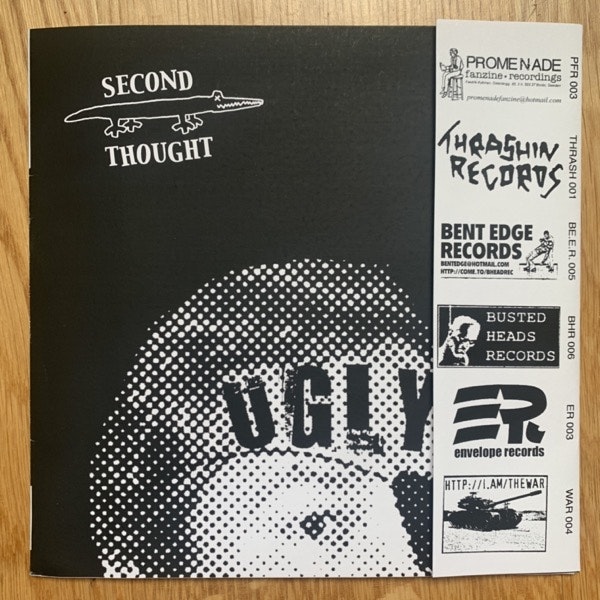 SECOND
THOUGHT
UGLY
PROMENADE
fanzine • recordings
promenadefanzine@hotmail.com
PFR 003
THRASHIN
RECORDS
THRASH 001
BENT EDGE
RECORDS
BENTEDGE@HOTMAIL.COM
HTTP://COME.TO/BHEADREC
BE.E.R. 005
BUSTED
HEADS
RECORDS
BHR 006
ER
envelope records
ER 003
HTTP://I.AM/THEWAR
WAR 004